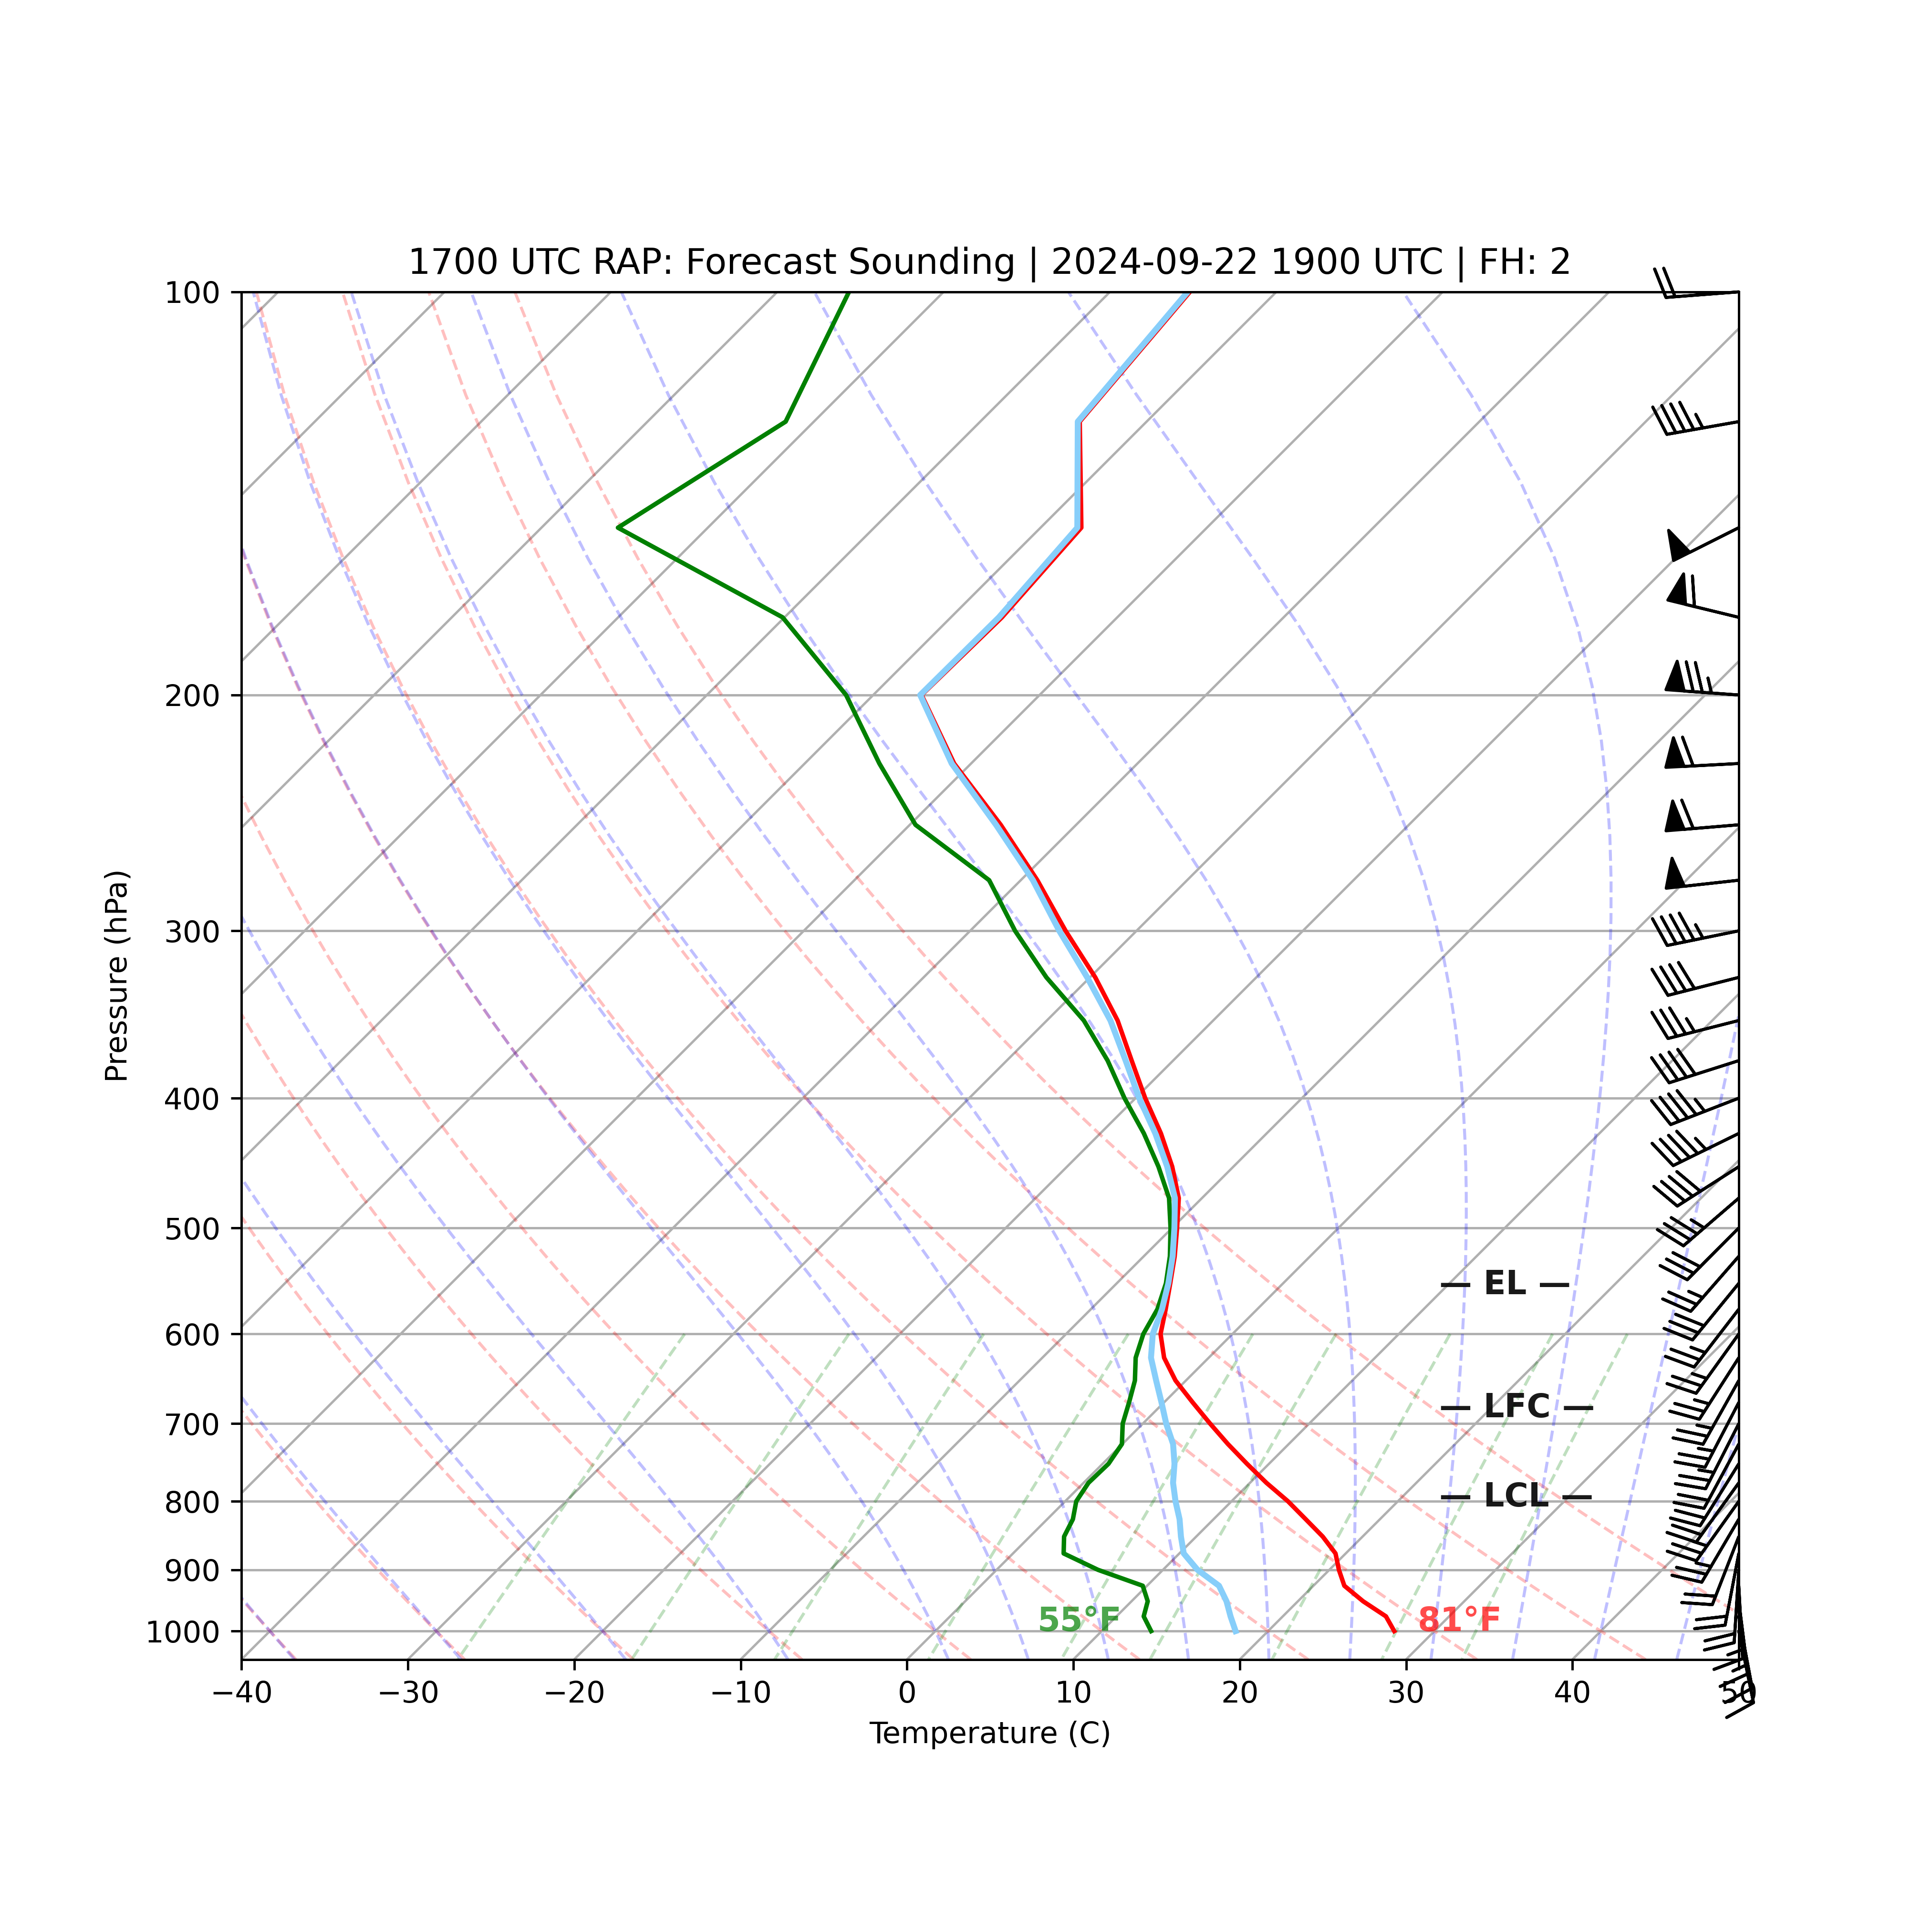 1700 UTC RAP: Forecast Sounding | 2024-09-22 1900 UTC | FH: 2
100
200
300
400
500
600
700
800
900
1000
Pressure (hPa)
— EL —
— LFC —
— LCL —
55°F
81°F
−40 −30 −20 −10 0 10 20 30 40 50
Temperature (C)